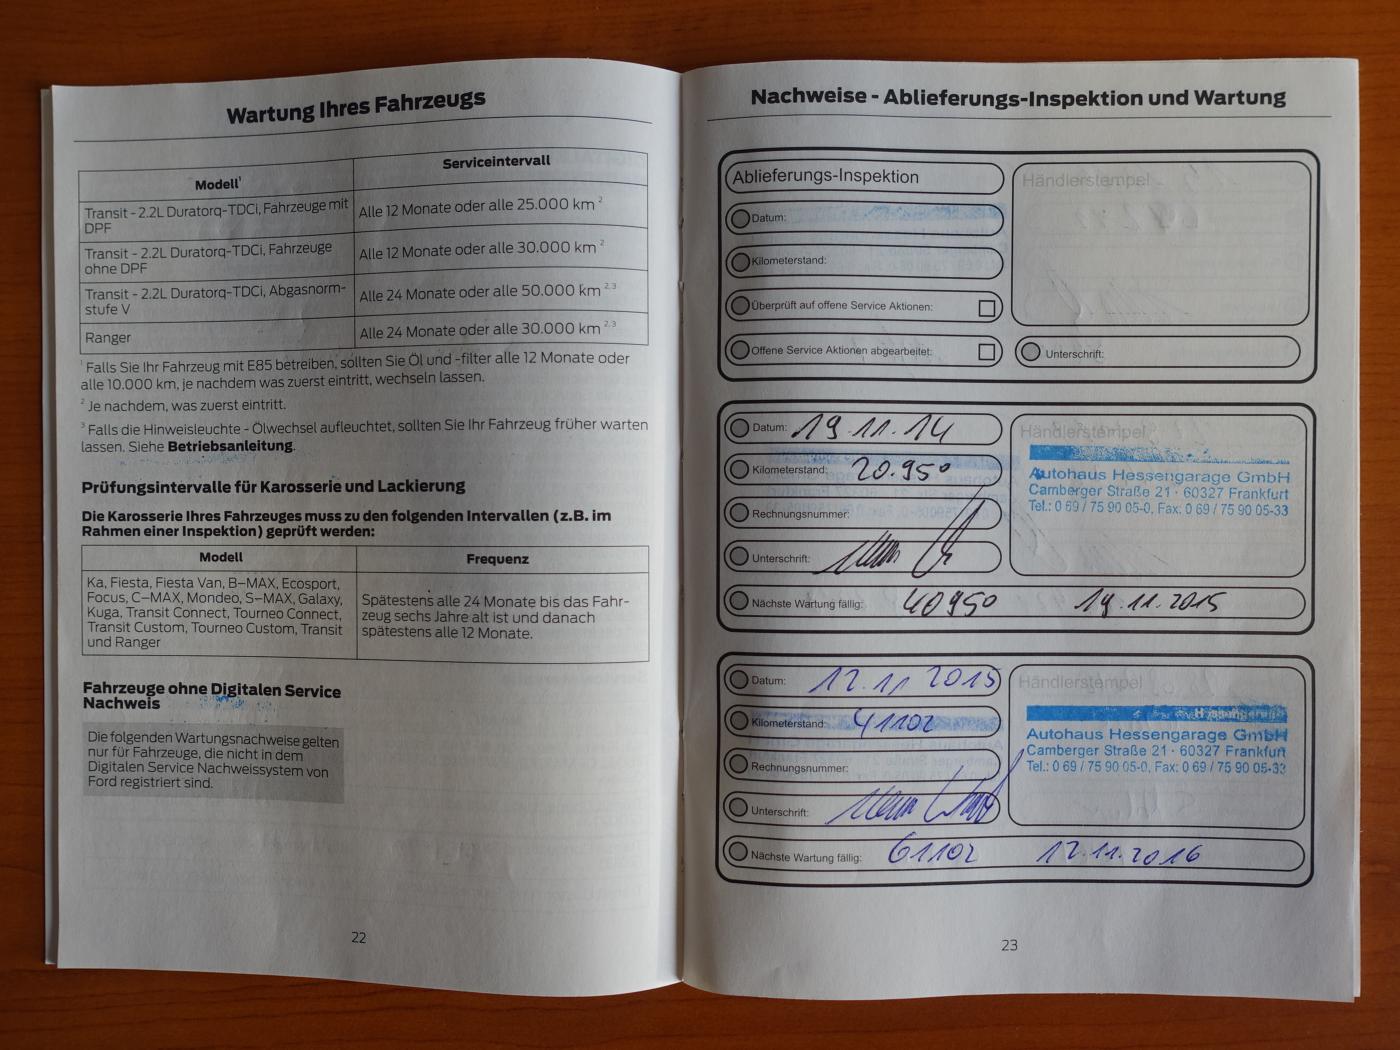 Wartung Ihres Fahrzeugs
Modell¹
Serviceintervall
Transit - 2.2L Duratorq-TDCi, Fahrzeuge mit
DPF
Alle 12 Monate oder alle 25.000 km ²
Transit - 2.2L Duratorq-TDCi, Fahrzeuge
ohne DPF
Alle 12 Monate oder alle 30.000 km ²
Transit - 2.2L Duratorq-TDCi, Abgasnorm-
stufe V
Alle 24 Monate oder alle 50.000 km ²,³
Ranger
Alle 24 Monate oder alle 30.000 km ²,³
¹ Falls Sie Ihr Fahrzeug mit E85 betreiben, sollten Sie Öl und -filter alle 12 Monate oder
alle 10.000 km, je nachdem was zuerst eintritt, wechseln lassen.
² Je nachdem, was zuerst eintritt.
³ Falls die Hinweisleuchte - Ölwechsel aufleuchtet, sollten Sie Ihr Fahrzeug früher warten
lassen. Siehe Betriebsanleitung.
Prüfungsintervalle für Karosserie und Lackierung
Die Karosserie Ihres Fahrzeuges muss zu den folgenden Intervallen (z.B. im
Rahmen einer Inspektion) geprüft werden:
Modell
Frequenz
Ka, Fiesta, Fiesta Van, B-MAX, Ecosport,
Focus, C-MAX, Mondeo, S-MAX, Galaxy,
Kuga, Transit Connect, Tourneo Connect,
Transit Custom, Tourneo Custom, Transit
und Ranger
Spätestens alle 24 Monate bis das Fahr-
zeug sechs Jahre alt ist und danach
spätestens alle 12 Monate.
Fahrzeuge ohne Digitalen Service
Nachweis
Die folgenden Wartungsnachweise gelten
nur für Fahrzeuge, die nicht in dem
Digitalen Service Nachweissystem von
Ford registriert sind.
22
Nachweise - Ablieferungs-Inspektion und Wartung
Ablieferungs-Inspektion
Händlerstempel
Datum:
Kilometerstand:
Überprüft auf offene Service Aktionen:
Offene Service Aktionen abgearbeitet:
Unterschrift:
Datum: 19.11.14
Kilometerstand: 20.950
Rechnungsnummer:
Unterschrift:
Nächste Wartung fällig: 40950 19.11.2015
Händlerstempel
Autohaus Hessengarage GmbH
Camberger Straße 21 · 60327 Frankfurt
Tel.: 0 69 / 75 90 05-0, Fax: 0 69 / 75 90 05-33
Datum: 12.11 2015
Kilometerstand: 41102
Rechnungsnummer:
Unterschrift:
Nächste Wartung fällig: 61102 12.11.2016
Händlerstempel
Hessengarage
Autohaus Hessengarage GmbH
Camberger Straße 21 · 60327 Frankfurt
Tel.: 0 69 / 75 90 05-0, Fax: 0 69 / 75 90 05-33
23